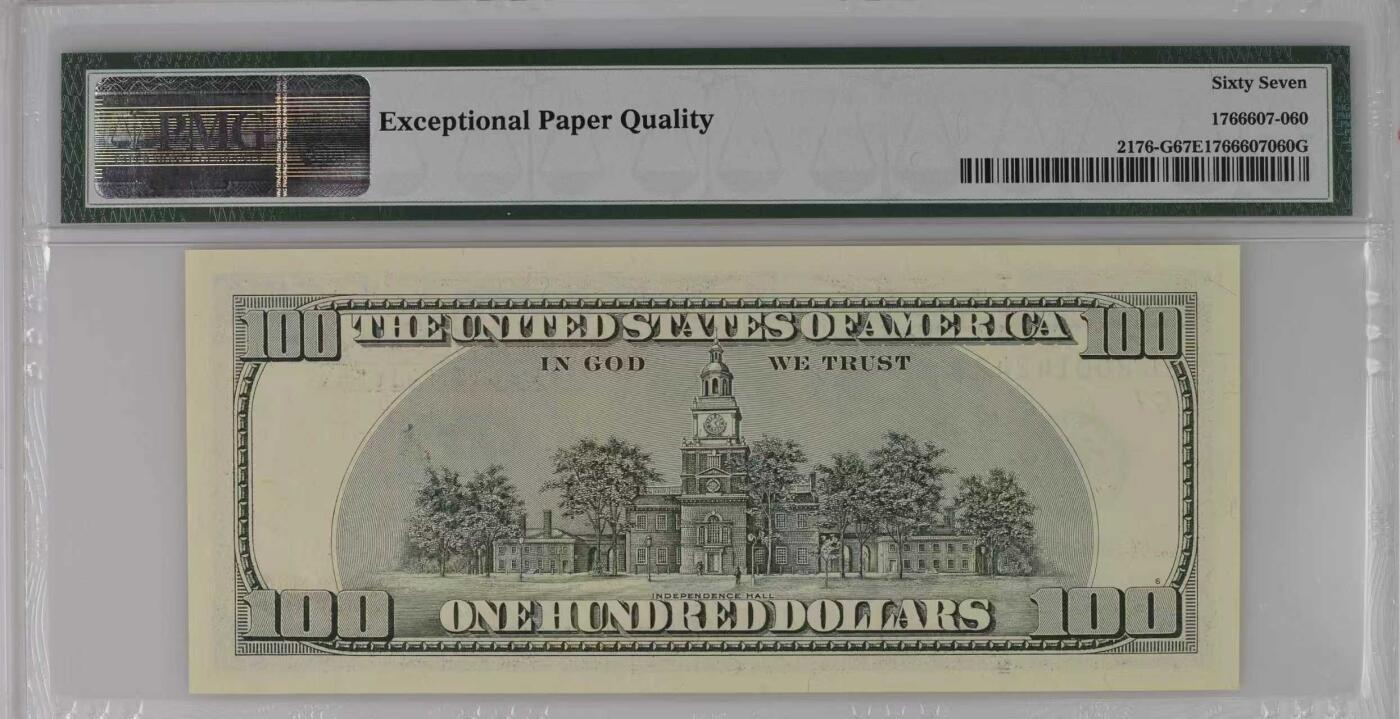 PMG
Exceptional Paper Quality
Sixty Seven
1766607-060
2176-G67E1766607060G
100 THE UNITED STATES OF AMERICA 100
IN GOD WE TRUST
INDEPENDENCE HALL
6
100 ONE HUNDRED DOLLARS 100